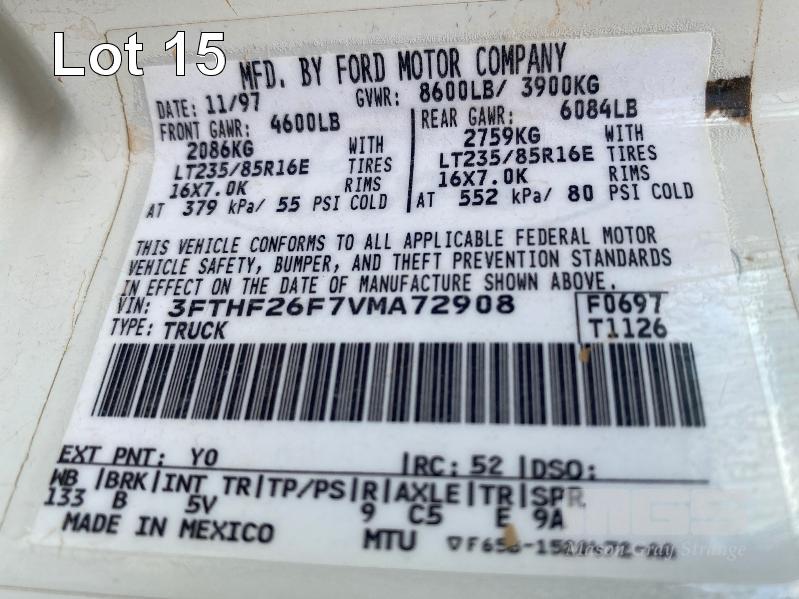 Lot 15
MFD. BY FORD MOTOR COMPANY
DATE: 11/97 GVWR: 8600LB/ 3900KG
FRONT GAWR: 4600LB REAR GAWR: 6084LB
2086KG WITH 2759KG WITH
LT235/85R16E TIRES LT235/85R16E TIRES
16X7.0K RIMS 16X7.0K RIMS
AT 379 kPa/ 55 PSI COLD AT 552 kPa/ 80 PSI COLD
THIS VEHICLE CONFORMS TO ALL APPLICABLE FEDERAL MOTOR
VEHICLE SAFETY, BUMPER, AND THEFT PREVENTION STANDARDS
IN EFFECT ON THE DATE OF MANUFACTURE SHOWN ABOVE.
VIN: 3FTHF26F7VMA72908 F0697
TYPE: TRUCK T1126
EXT PNT: Y0 RC: 52 DSO:
WB BRK INT TR TP/PS R AXLE TR SPR
133 B 5V 9 C5 E 9A
MADE IN MEXICO MTU
MGS
Mason Gray Strange